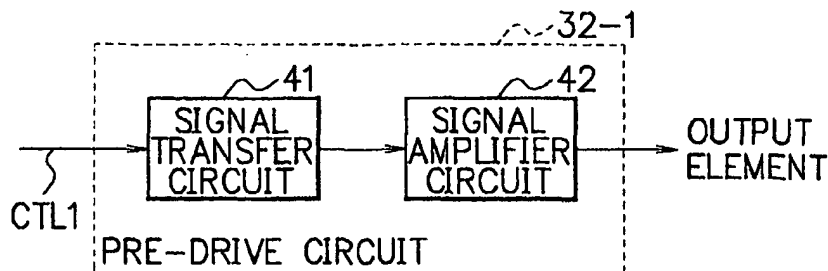 32-1
41
42
SIGNAL
TRANSFER
CIRCUIT
SIGNAL
AMPLIFIER
CIRCUIT
OUTPUT
ELEMENT
CTL1
PRE-DRIVE CIRCUIT